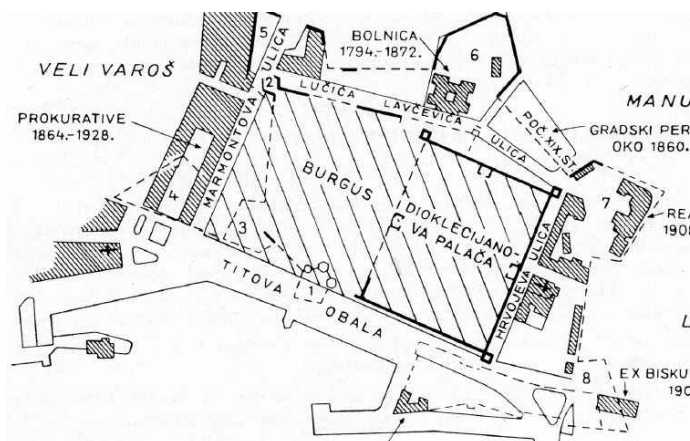 BOLNICA
1794.-1872.
5
ULICA
6
VELI VAROŠ
2
LUČIĆA
LAVČEVIĆA
ULICA
MANU
PROKURATIVE
1864.-1928.
POČ. XIX. ST.
GRADSKI PER
OKO 1860.
MARMONTOVA
BURGUS
4
DIOKLECIJANO-
VA PALAČA
7
REA
1908
3
HRVOJEVA ULICA
TITOVA
1
OBALA
L
8
EX BISKU
190